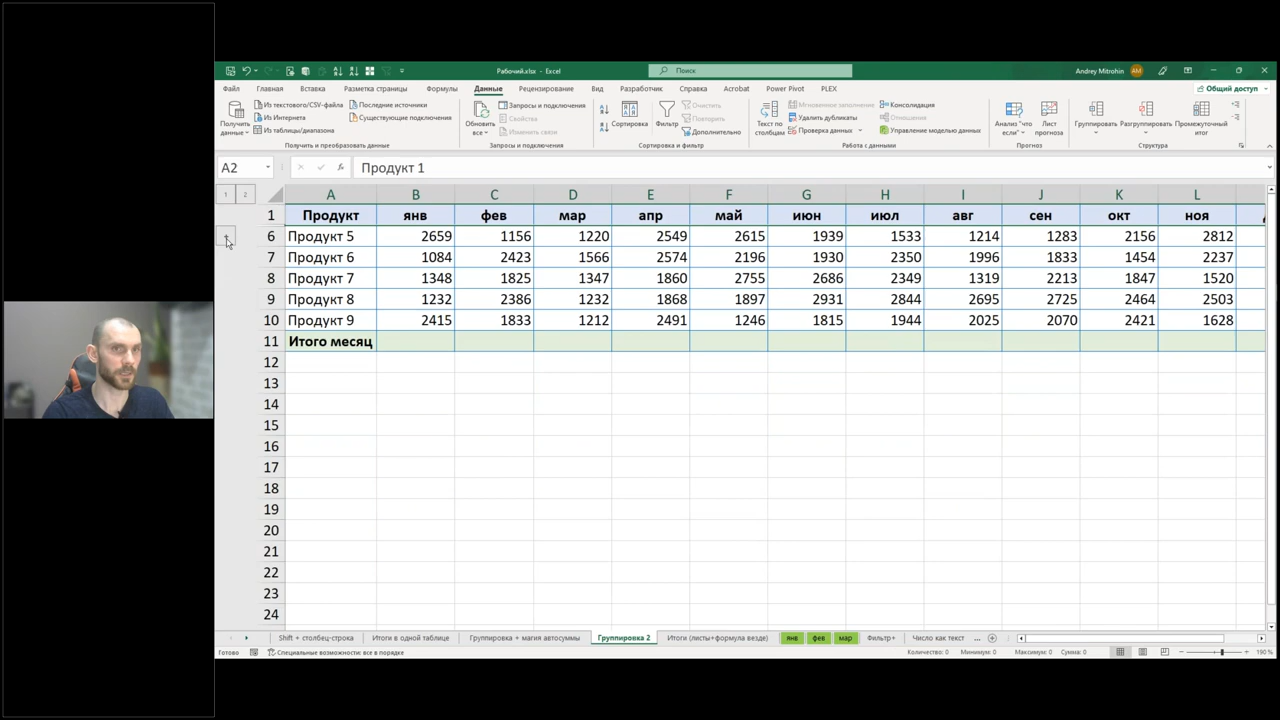 Рабочий.xlsx - Excel
Поиск
Andrey Mitrohin AM
Файл Главная Вставка Разметка страницы Формулы Данные Рецензирование Вид Разработчик Справка Acrobat Power Pivot PLEX Общий доступ
Получить данные
Из текстового/CSV-файла
Из Интернета
Из таблицы/диапазона
Последние источники
Существующие подключения
Получить и преобразовать данные
Обновить все
Запросы и подключения
Свойства
Изменить связи
Запросы и подключения
Сортировка
Фильтр
Очистить
Повторить
Дополнительно
Сортировка и фильтр
Текст по столбцам
Мгновенное заполнение
Удалить дубликаты
Проверка данных
Консолидация
Отношения
Управление моделью данных
Работа с данными
Анализ "что если"
Лист прогноза
Прогноз
Группировать
Разгруппировать
Промежуточный итог
Структура
A2 fx Продукт 1
1 2 A B C D E F G H I J K L
1 Продукт янв фев мар апр май июн июл авг сен окт ноя
6 Продукт 5 2659 1156 1220 2549 2615 1939 1533 1214 1283 2156 2812
7 Продукт 6 1084 2423 1566 2574 2196 1930 2350 1996 1833 1454 2237
8 Продукт 7 1348 1825 1347 1860 2755 2686 2349 1319 2213 1847 1520
9 Продукт 8 1232 2386 1232 1868 1897 2931 2844 2695 2725 2464 2503
10 Продукт 9 2415 1833 1212 2491 1246 1815 1944 2025 2070 2421 1628
11 Итого месяц
12
13
14
15
16
17
18
19
20
21
22
23
24
Shift + столбец-строка Итоги в одной таблице Группировка + магия автосуммы Группировка 2 Итоги (листы+формула везде) янв фев мар Фильтр+ Число как текст ...
Готово Специальные возможности: все в порядке Количество: 0 Минимум: 0 Максимум: 0 Сумма: 0 190 %